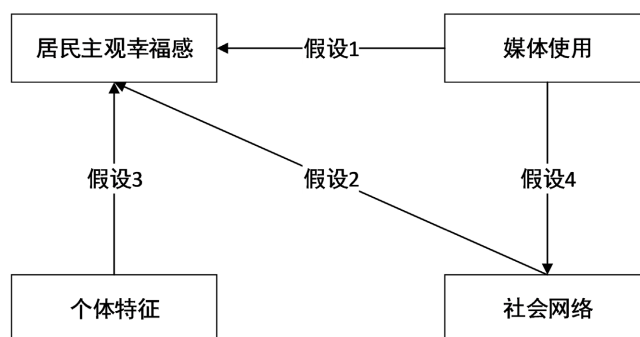 居民主观幸福感
假设1
媒体使用
假设3
假设2
假设4
个体特征
社会网络